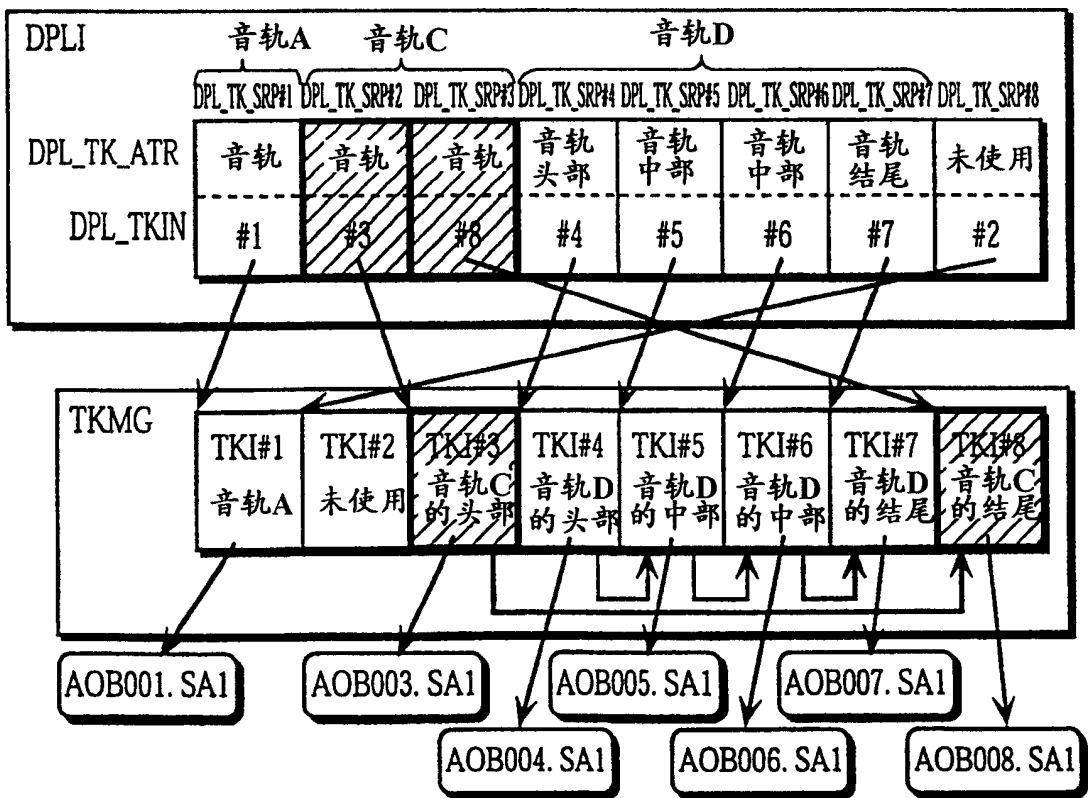 DPLI
音轨A
音轨C
音轨D
DPL_TK_SRP#1 DPL_TK_SRP#2 DPL_TK_SRP#3 DPL_TK_SRP#4 DPL_TK_SRP#5 DPL_TK_SRP#6 DPL_TK_SRP#7 DPL_TK_SRP#8
DPL_TK_ATR
音轨
音轨
音轨
音轨
头部
音轨
中部
音轨
中部
音轨
结尾
未使用
DPL_TKIN
#1 #3 #8 #4 #5 #6 #7 #2
TKMG
TKI#1
音轨A
TKI#2
未使用
TKI#3
音轨C
的头部
TKI#4
音轨D
的头部
TKI#5
音轨D
的中部
TKI#6
音轨D
的中部
TKI#7
音轨D
的结尾
TKI#8
音轨C
的结尾
AOB001. SA1
AOB003. SA1
AOB005. SA1
AOB007. SA1
AOB004. SA1
AOB006. SA1
AOB008. SA1